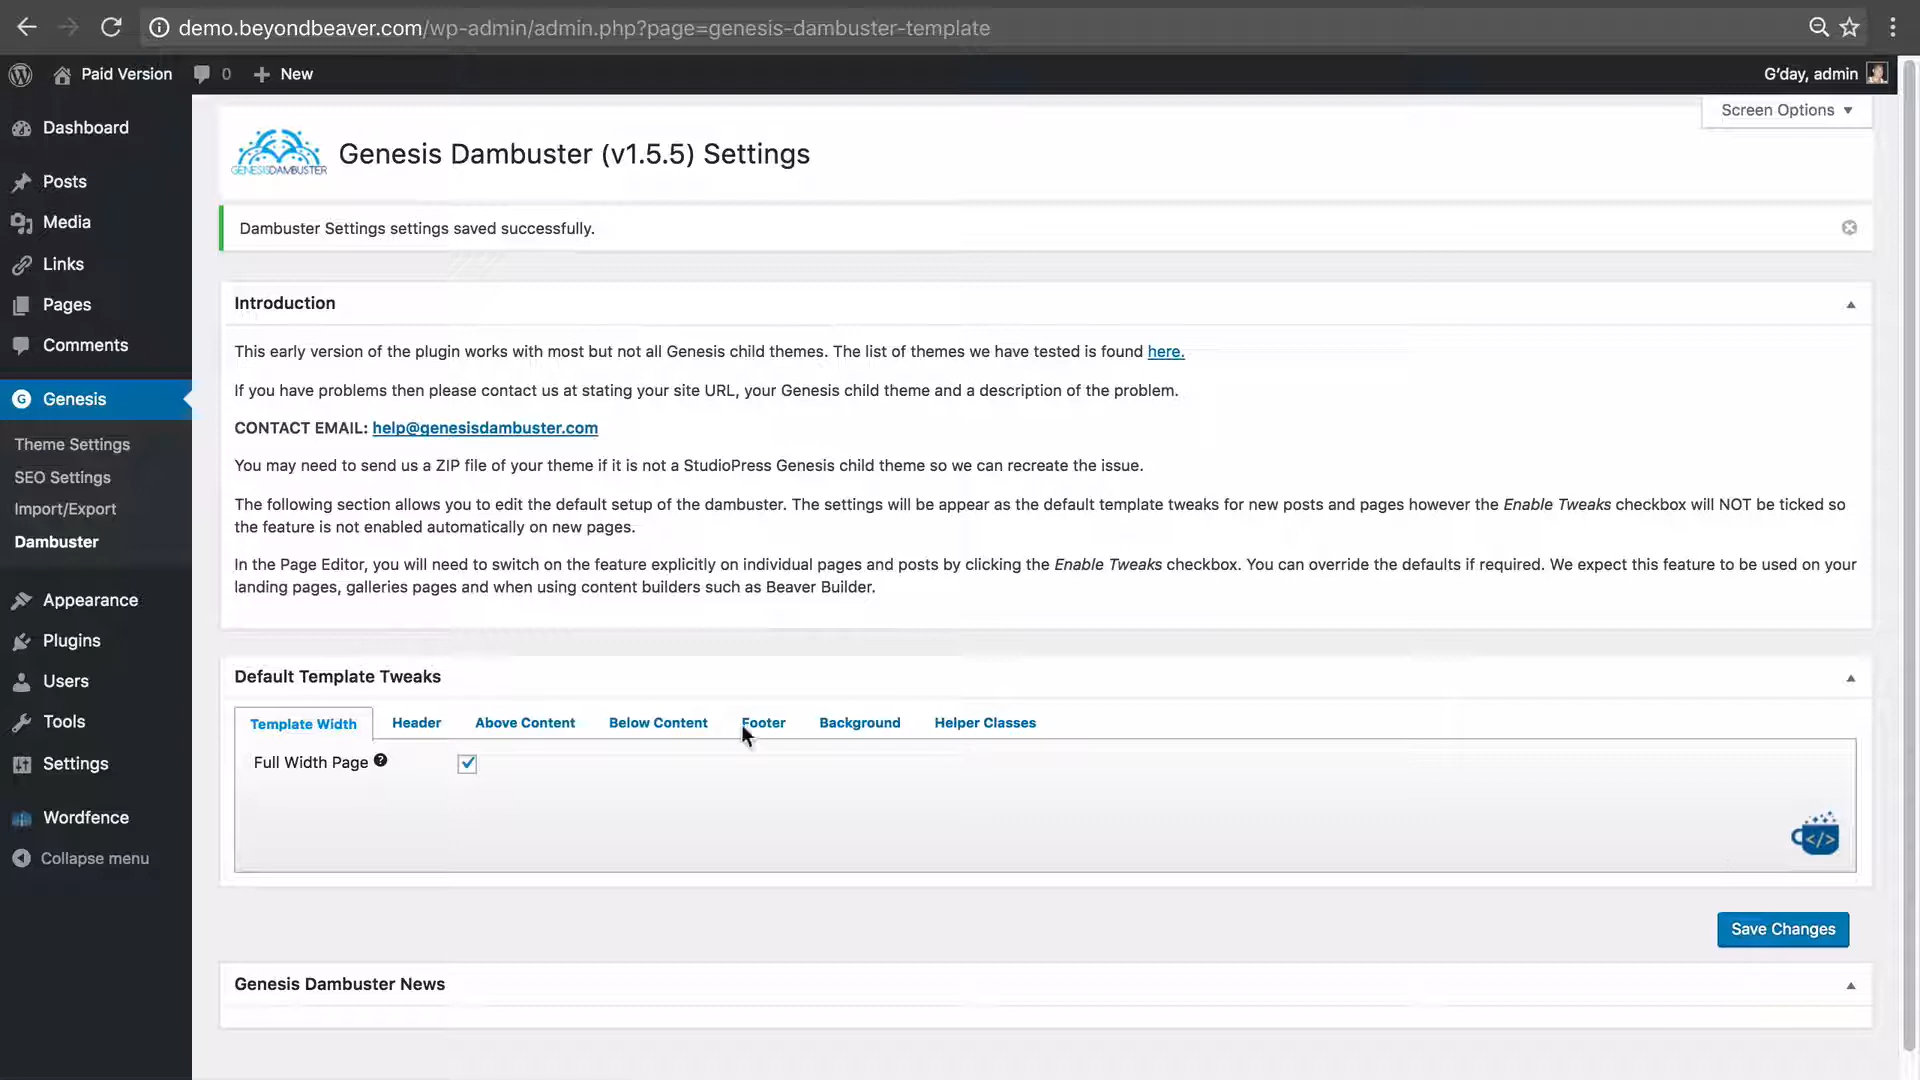 demo.beyondbeaver.com/wp-admin/admin.php?page=genesis-dambuster-template
Paid Version
0
New
G'day, admin
Screen Options
Dashboard
Posts
Media
Links
Pages
Comments
Genesis
Theme Settings
SEO Settings
Import/Export
Dambuster
Appearance
Plugins
Users
Tools
Settings
Wordfence
Collapse menu
GENESISDAMBUSTER
Genesis Dambuster (v1.5.5) Settings
Dambuster Settings settings saved successfully.
Introduction
This early version of the plugin works with most but not all Genesis child themes. The list of themes we have tested is found here.
If you have problems then please contact us at stating your site URL, your Genesis child theme and a description of the problem.
CONTACT EMAIL: help@genesisdambuster.com
You may need to send us a ZIP file of your theme if it is not a StudioPress Genesis child theme so we can recreate the issue.
The following section allows you to edit the default setup of the dambuster. The settings will be appear as the default template tweaks for new posts and pages however the Enable Tweaks checkbox will NOT be ticked so
the feature is not enabled automatically on new pages.
In the Page Editor, you will need to switch on the feature explicitly on individual pages and posts by clicking the Enable Tweaks checkbox. You can override the defaults if required. We expect this feature to be used on your
landing pages, galleries pages and when using content builders such as Beaver Builder.
Default Template Tweaks
Template Width
Header
Above Content
Below Content
Footer
Background
Helper Classes
Full Width Page
</>
Save Changes
Genesis Dambuster News